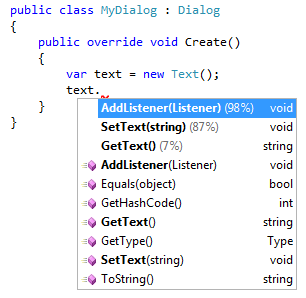 public class MyDialog : Dialog
{
public override void Create()
{
var text = new Text();
text.
AddListener(Listener) (98%) void
SetText(string) (87%) void
GetText() (7%) string
AddListener(Listener) void
Equals(object) bool
GetHashCode() int
GetText() string
GetType() Type
SetText(string) void
ToString() string
}
}